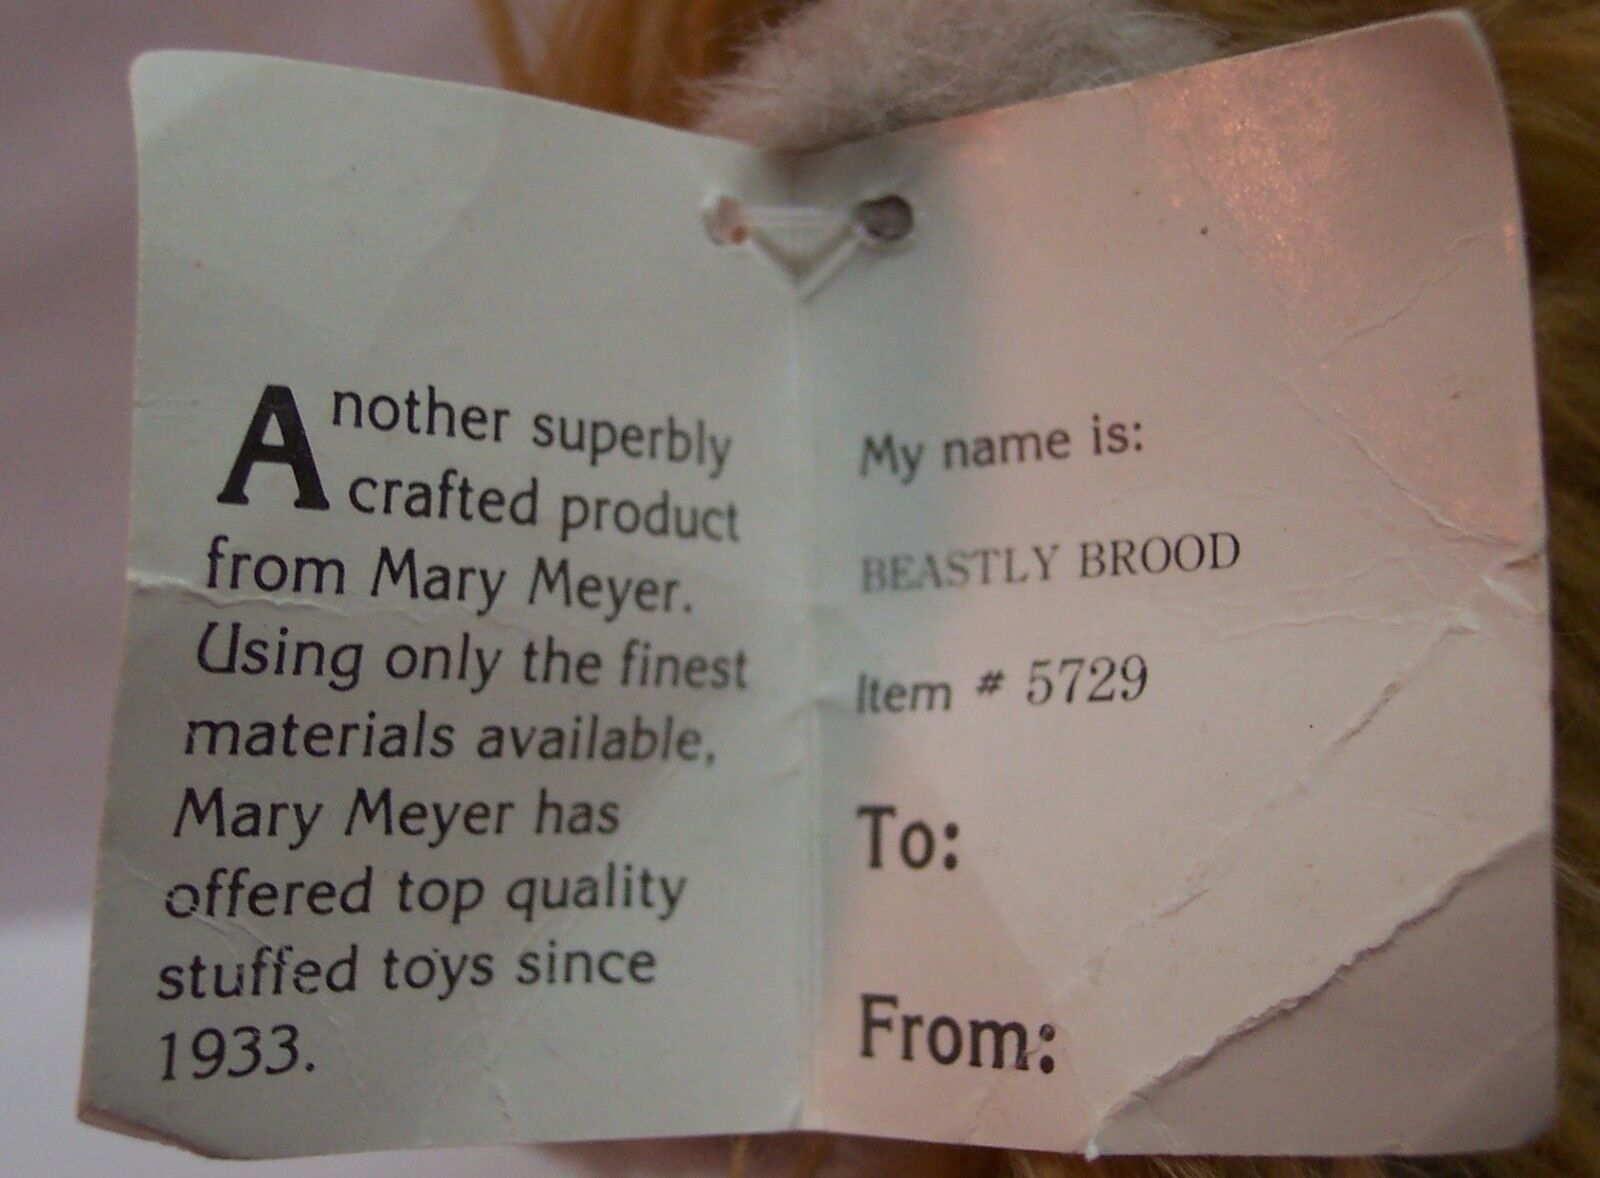 Another superbly
crafted product
from Mary Meyer.
Using only the finest
materials available,
Mary Meyer has
offered top quality
stuffed toys since
1933.
My name is:
BEASTLY BROOD
Item # 5729
To:
From: